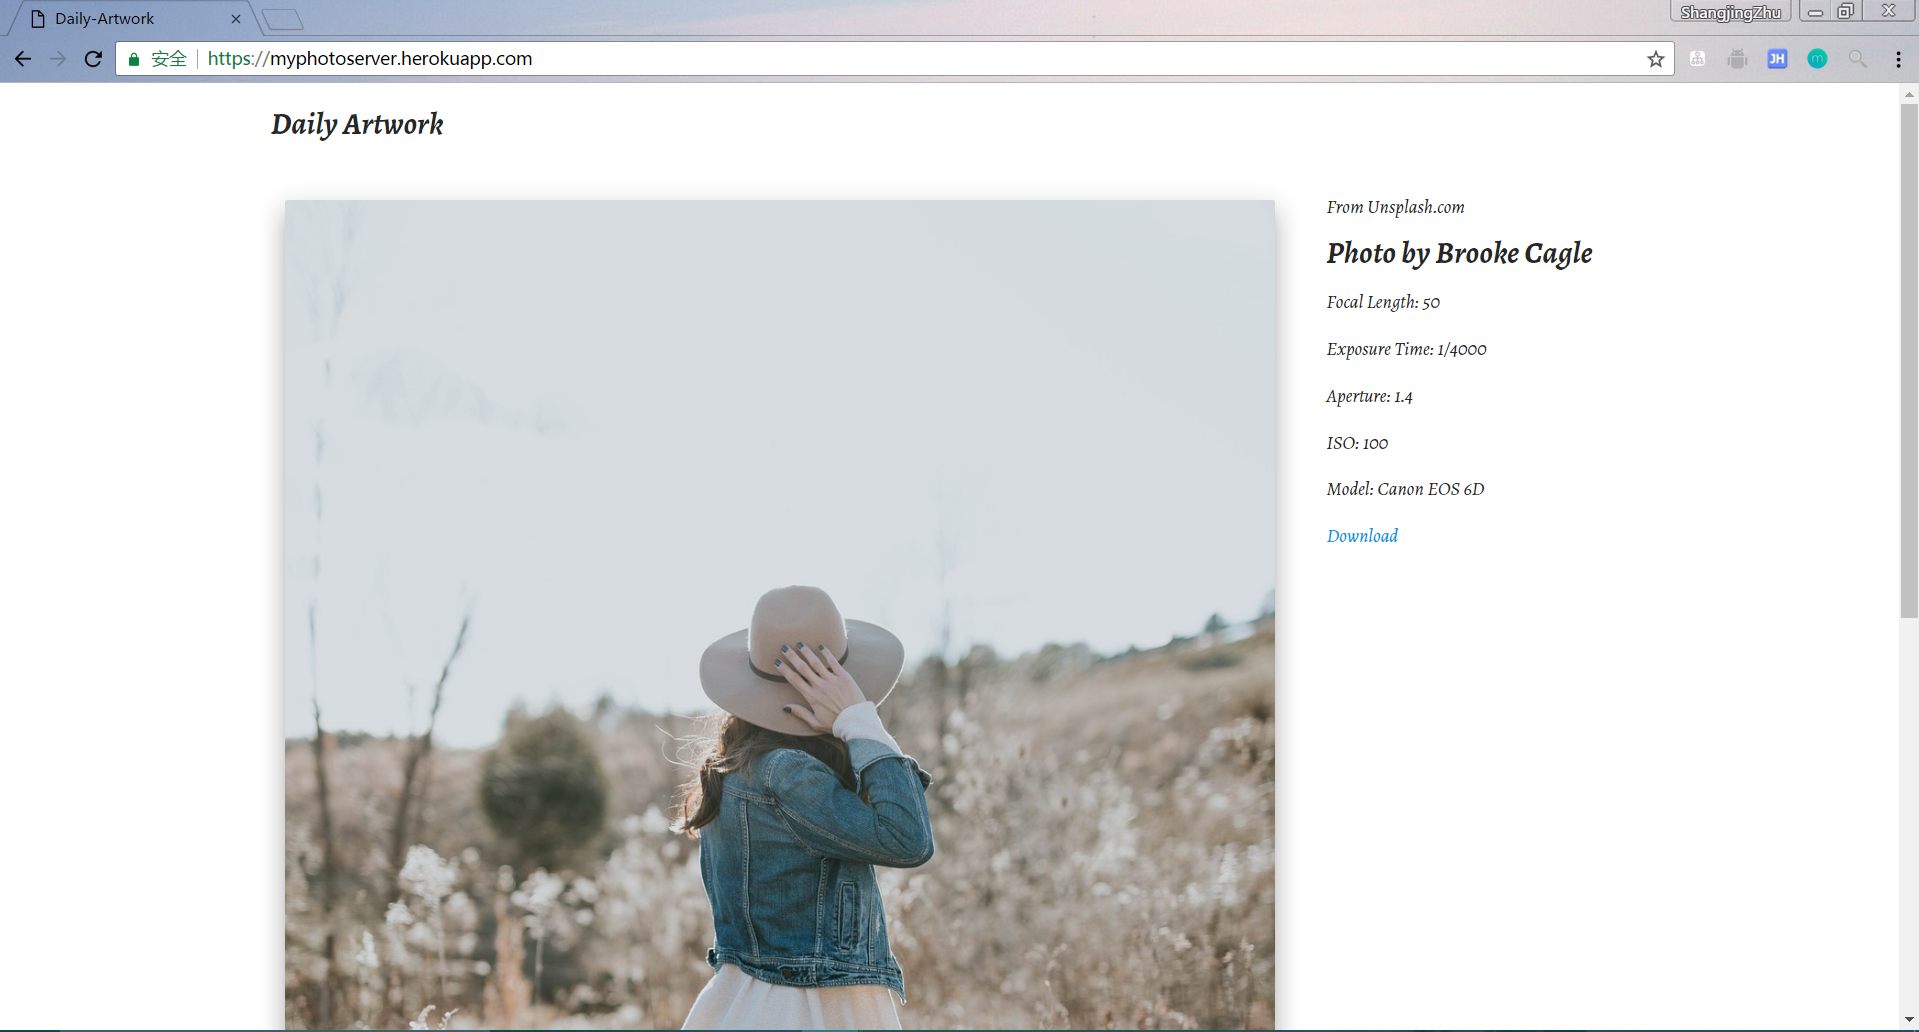 Daily-Artwork
ShangjingZhu
安全
https://myphotoserver.herokuapp.com
JH
m
Daily Artwork
From Unsplash.com
Photo by Brooke Cagle
Focal Length: 50
Exposure Time: 1/4000
Aperture: 1.4
ISO: 100
Model: Canon EOS 6D
Download